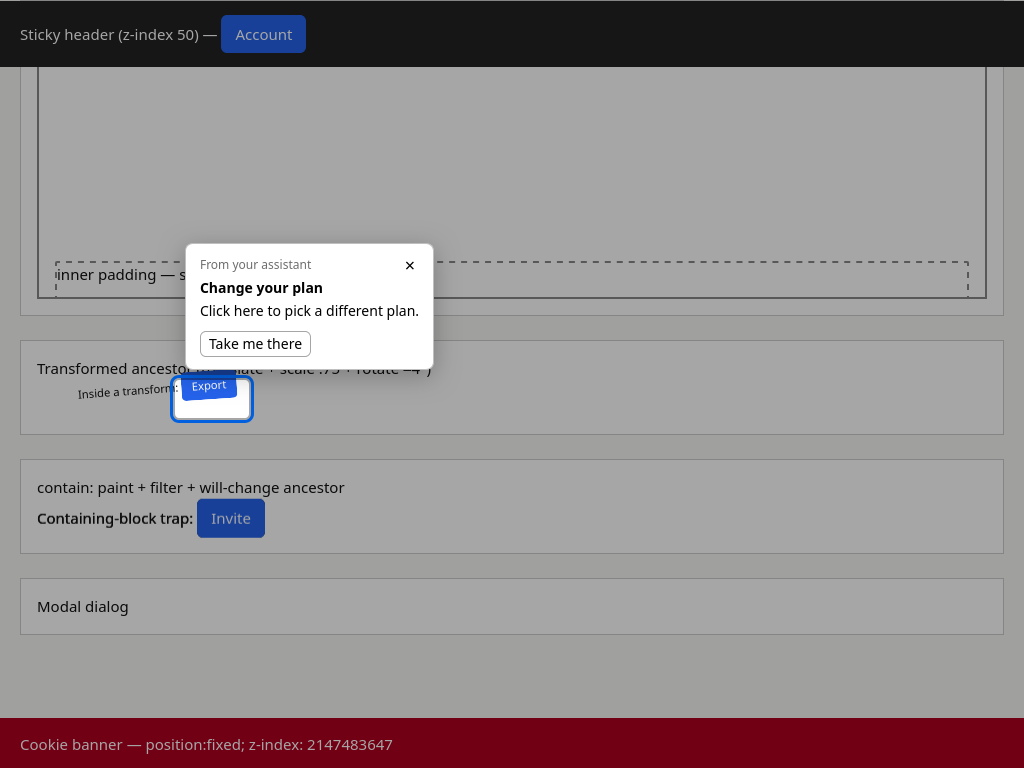 Sticky header (z-index 50) — Account
inner padding — s
From your assistant ×
Change your plan
Click here to pick a different plan.
Take me there
Transformed ancestor
Inside a transform: Export
contain: paint + filter + will-change ancestor
Containing-block trap: Invite
Modal dialog
Cookie banner — position:fixed; z-index: 2147483647